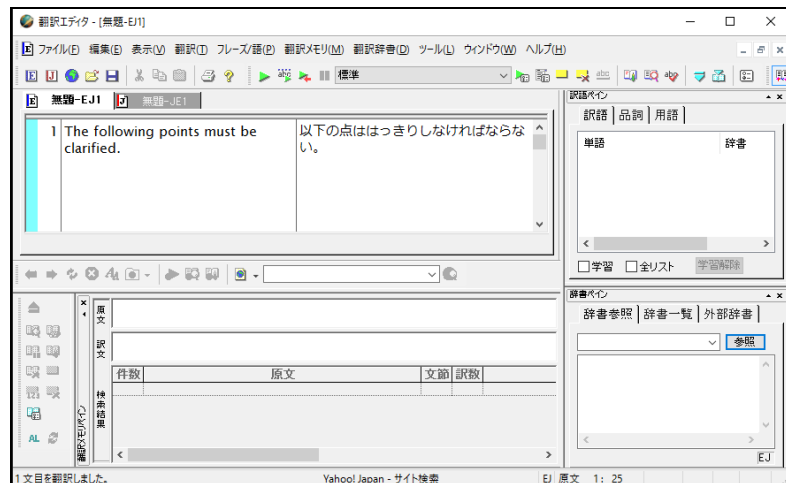 翻訳エディタ - [無題-EJ1]
ファイル(F) 編集(E) 表示(V) 翻訳(T) フレーズ/語(P) 翻訳メモリ(M) 翻訳辞書(D) ツール(L) ウィンドウ(W) ヘルプ(H)
標準
無題-EJ1 無題-JE1
1 The following points must be
clarified.
以下の点ははっきりしなければならな
い。
訳語ペイン
訳語 品詞 用語
単語 辞書
学習 全リスト 学習解除
辞書ペイン
辞書参照 辞書一覧 外部辞書
参照
EJ
翻訳メモリペイン
原文
訳文
検索結果
件数 原文 文節 訳数
AL
1 文目を翻訳しました。 Yahoo! Japan - サイト検索 EJ 原文 1: 25